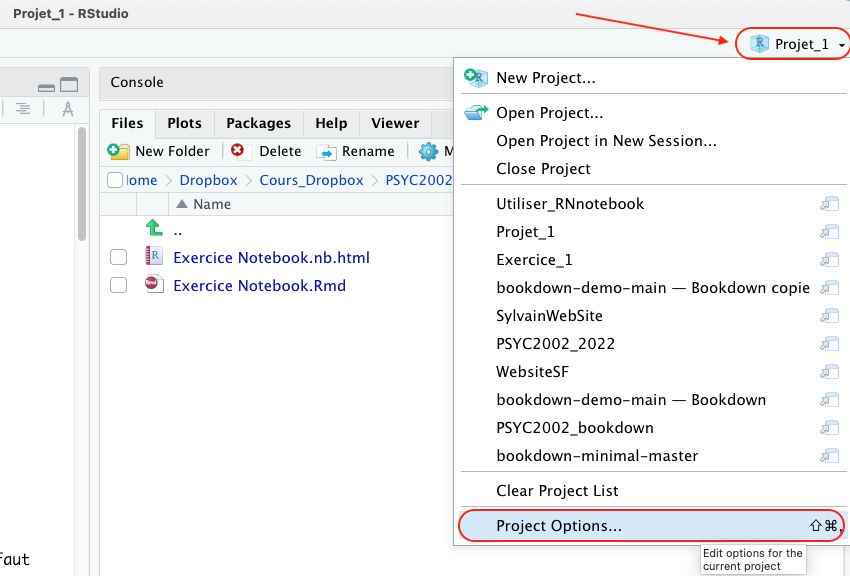 Projet_1 - RStudio
Projet_1
Console
Files Plots Packages Help Viewer
New Folder Delete Rename M
ome Dropbox Cours_Dropbox PSYC2002
Name
..
Exercice Notebook.nb.html
Exercice Notebook.Rmd
New Project...
Open Project...
Open Project in New Session...
Close Project
Utiliser_RNnotebook
Projet_1
Exercice_1
bookdown-demo-main — Bookdown copie
SylvainWebSite
PSYC2002_2022
WebsiteSF
bookdown-demo-main — Bookdown
PSYC2002_bookdown
bookdown-minimal-master
Clear Project List
Project Options... ⇧⌘,
Edit options for the
current project
faut